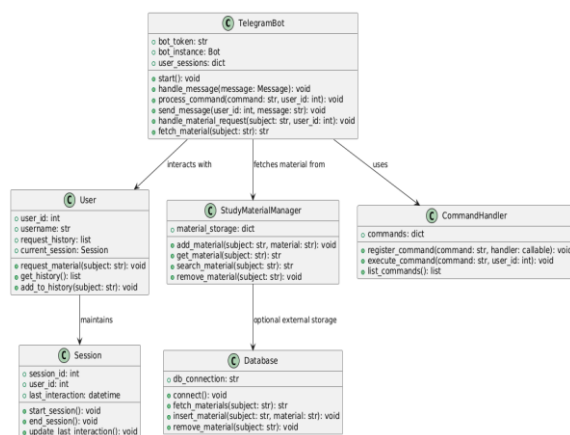 C TelegramBot
bot_token: str
bot_instance: Bot
user_sessions: dict
start(): void
handle_message(message: Message): void
process_command(command: str, user_id: int): void
send_message(user_id: int, message: str): void
handle_material_request(subject: str, user_id: int): void
fetch_material(subject: str): str
interacts with
fetches material from
uses
C User
user_id: int
username: str
request_history: list
current_session: Session
request_material(subject: str): void
get_history(): list
add_to_history(subject: str): void
C StudyMaterialManager
material_storage: dict
add_material(subject: str, material: str): void
get_material(subject: str): str
search_material(subject: str): str
remove_material(subject: str): void
C CommandHandler
commands: dict
register_command(command: str, handler: callable): void
execute_command(command: str, user_id: int): void
list_commands(): list
maintains
optional external storage
C Session
session_id: int
user_id: int
last_interaction: datetime
start_session(): void
end_session(): void
update_last_interaction(): void
C Database
db_connection: str
connect(): void
fetch_materials(subject: str): str
insert_material(subject: str, material: str): void
remove_material(subject: str): void